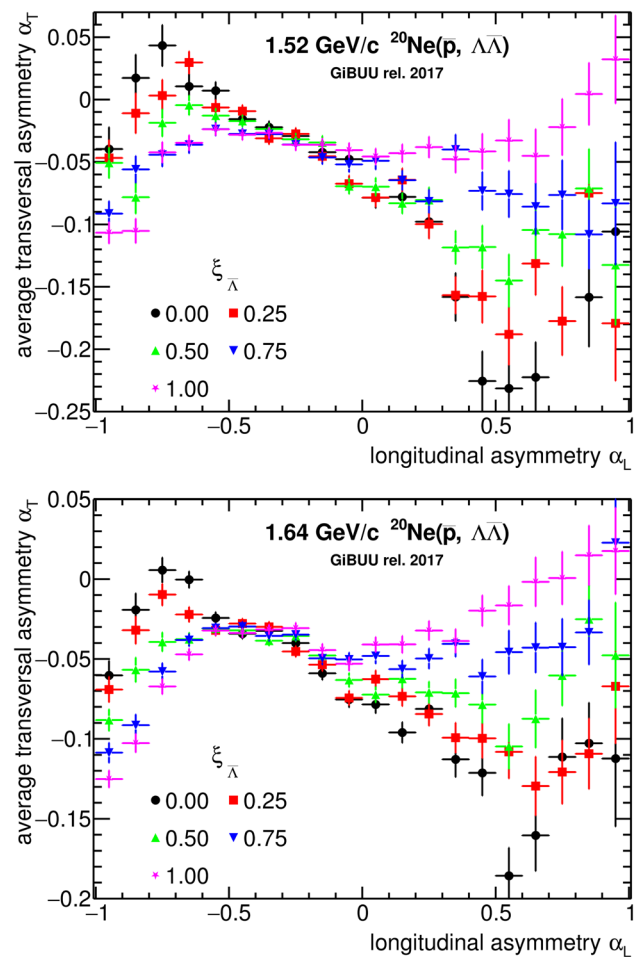 average transversal asymmetry α_T
0.05
0
−0.05
−0.1
−0.15
−0.2
−0.25
1.52 GeV/c ²⁰Ne(p̄, ΛΛ̄)
GiBUU rel. 2017
ξ_Λ̄
0.00 0.25
0.50 0.75
1.00
−1 −0.5 0 0.5 1
longitudinal asymmetry α_L
average transversal asymmetry α_T
0.05
0
−0.05
−0.1
−0.15
−0.2
1.64 GeV/c ²⁰Ne(p̄, ΛΛ̄)
GiBUU rel. 2017
ξ_Λ̄
0.00 0.25
0.50 0.75
1.00
−1 −0.5 0 0.5 1
longitudinal asymmetry α_L